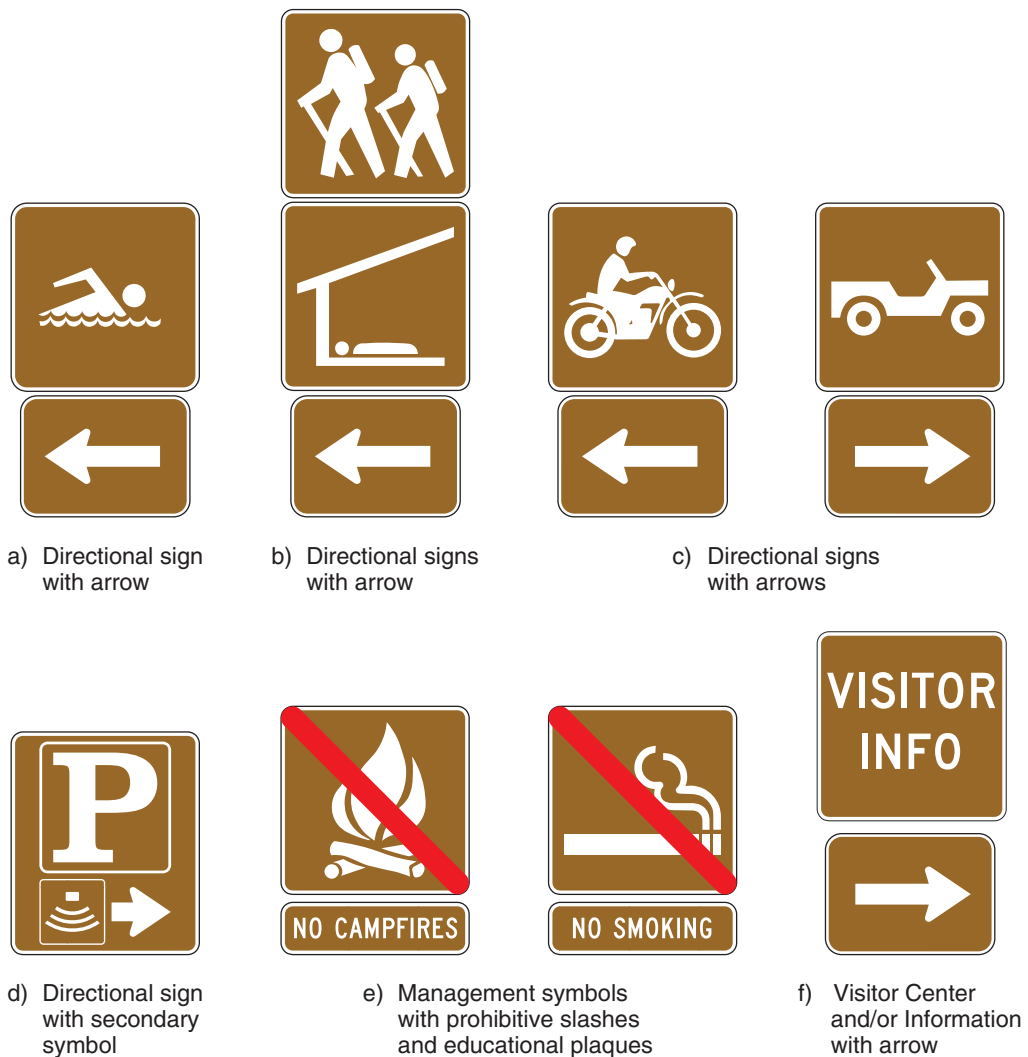 a) Directional sign
with arrow
b) Directional signs
with arrow
c) Directional signs
with arrows
P
NO CAMPFIRES
NO SMOKING
VISITOR
INFO
d) Directional sign
with secondary
symbol
e) Management symbols
with prohibitive slashes
and educational plaques
f) Visitor Center
and/or Information
with arrow